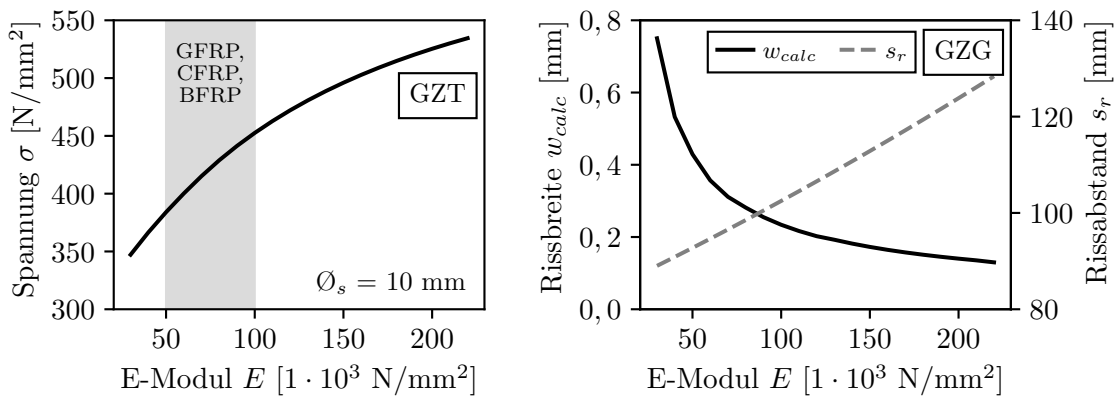 Spannung σ [N/mm²]
550
500
450
400
350
300
GFRP,
CFRP,
BFRP
GZT
Øₛ = 10 mm
50
100
150
200
E-Modul E [1 · 10³ N/mm²]
Rissbreite w_calc [mm]
0, 8
0, 6
0, 4
0, 2
0, 0
w_calc
s_r
GZG
50
100
150
200
E-Modul E [1 · 10³ N/mm²]
140
120
100
80
Rissabstand s_r [mm]